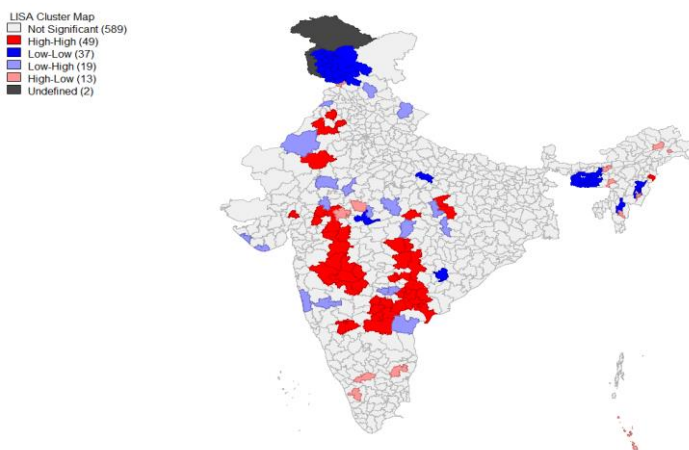 LISA Cluster Map
Not Significant (589)
High-High (49)
Low-Low (37)
Low-High (19)
High-Low (13)
Undefined (2)